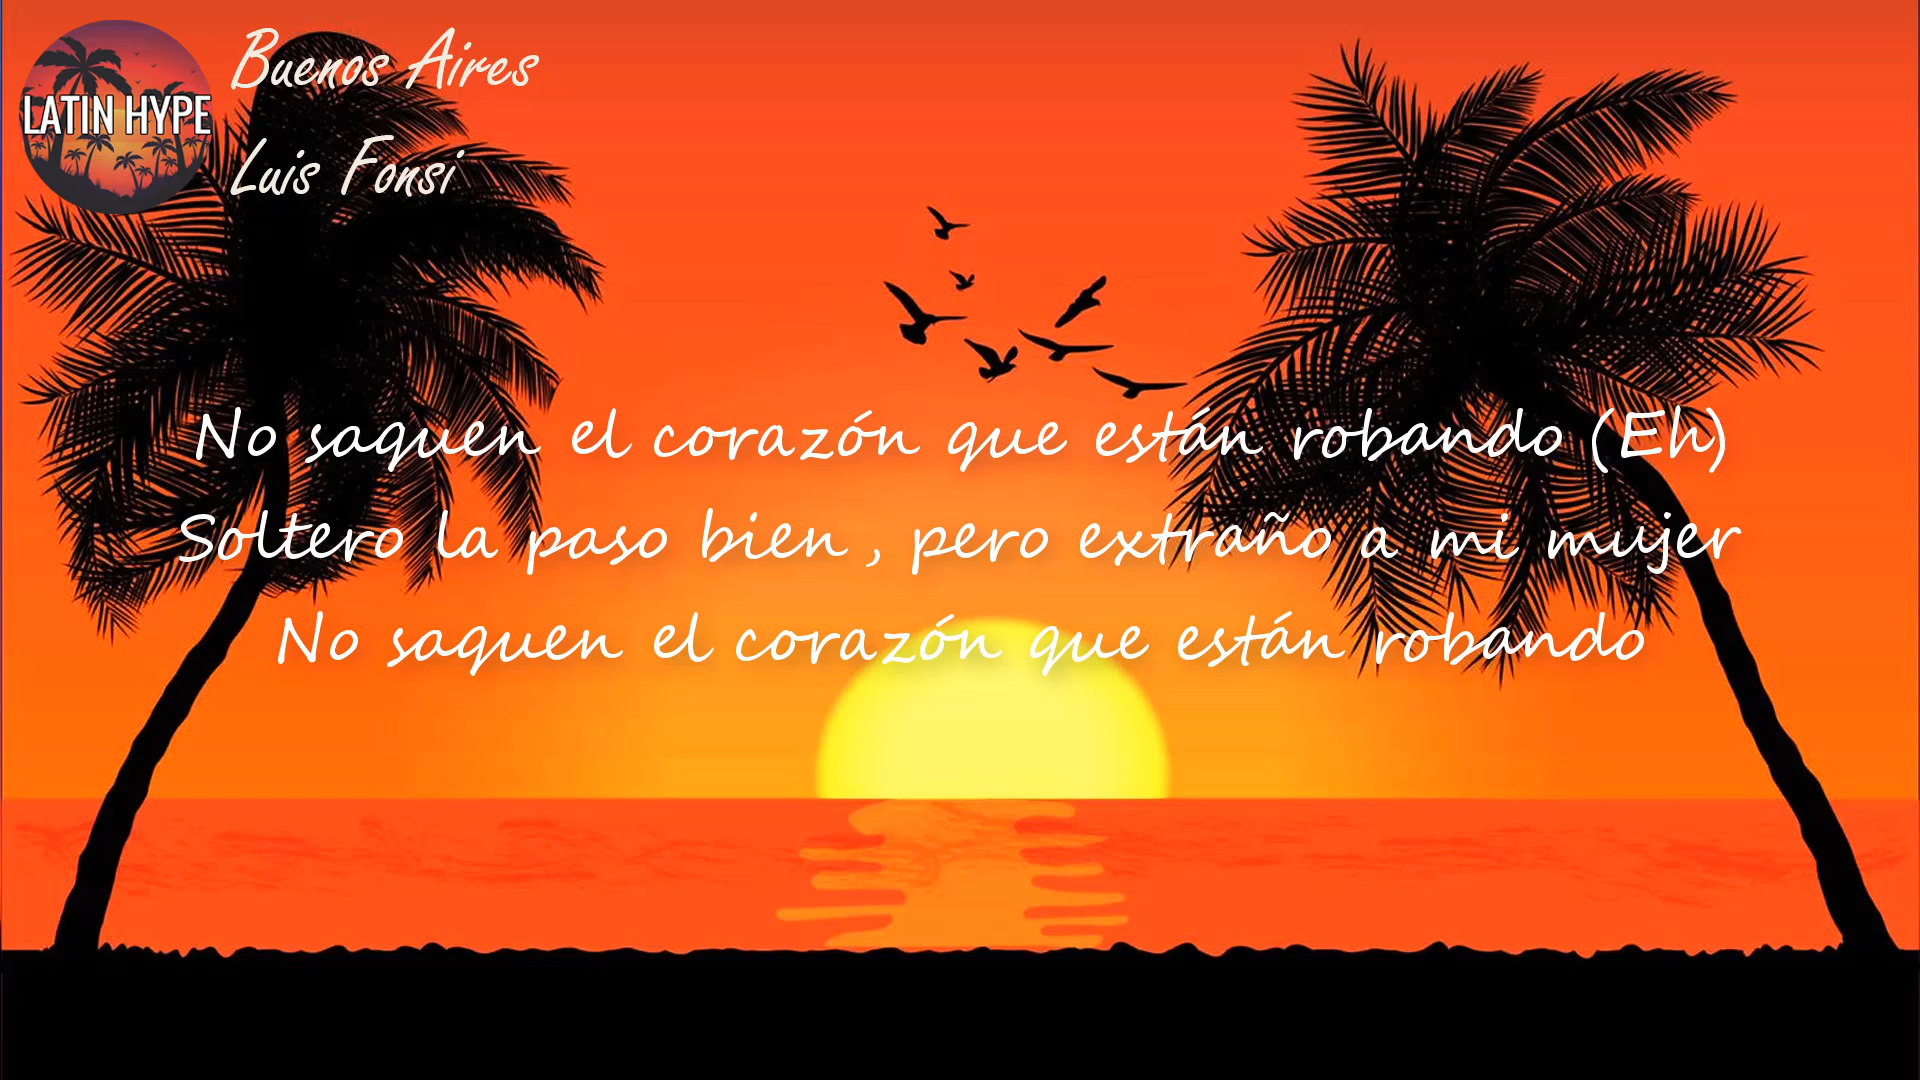 LATIN HYPE
Buenos Aires
Luis Fonsi
No saquen el corazón que están robando (Eh)
Soltero la paso bien, pero extraño a mi mujer
No saquen el corazón que están robando